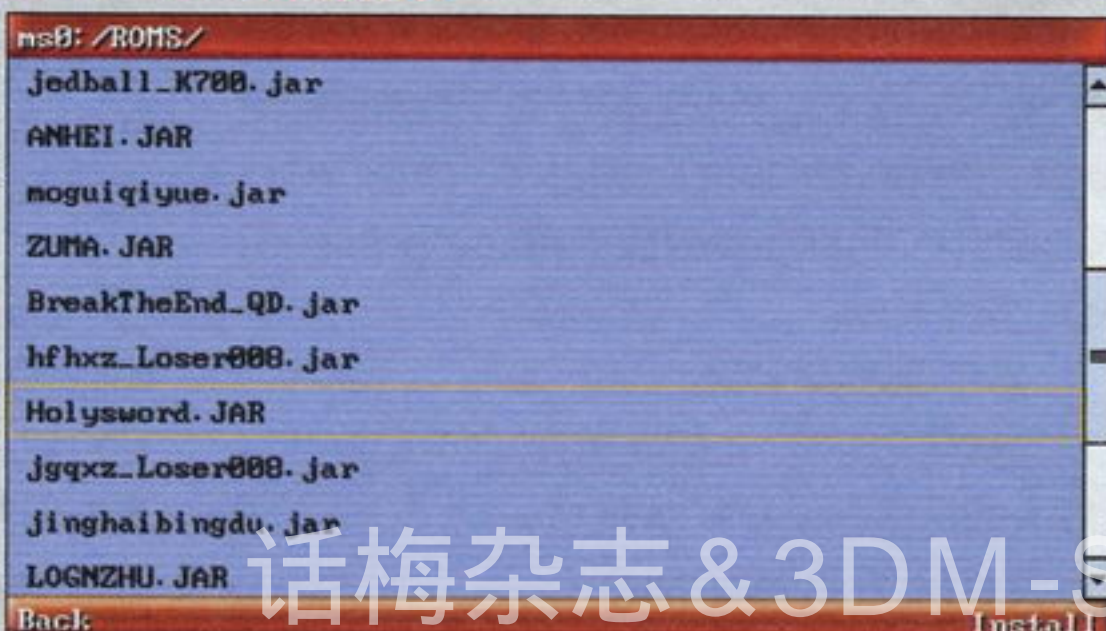 ms0:/ROMS/
jedball_K700.jar
ANHEI.JAR
moguiqiyue.jar
ZUMA.JAR
BreakTheEnd_QD.jar
hfhxz_Loser008.jar
Holysword.JAR
jgqxz_Loser008.jar
jinghaibingdu.jar
LOGNZHU.JAR
话梅杂志&3DM-S
Back
Install